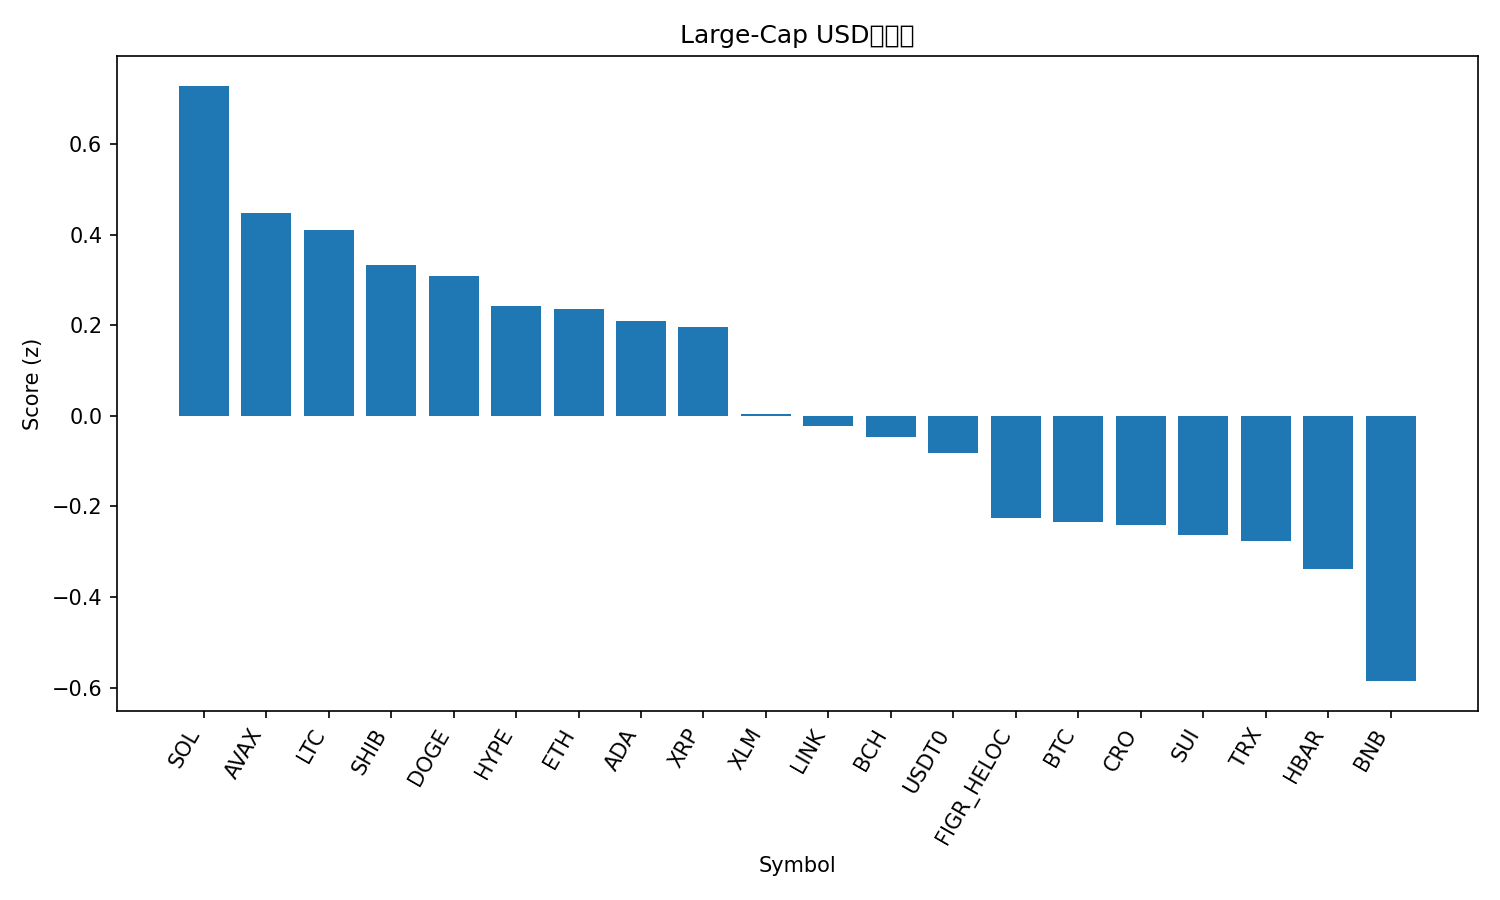 Large-Cap USD
Score (z)
0.6
0.4
0.2
0.0
−0.2
−0.4
−0.6
SOL
AVAX
LTC
SHIB
DOGE
HYPE
ETH
ADA
XRP
XLM
LINK
BCH
USDT0
FIGR_HELOC
BTC
CRO
SUI
TRX
HBAR
BNB
Symbol